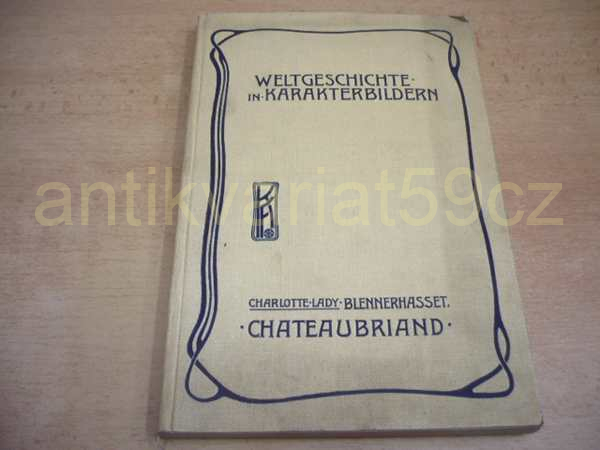 WELTGESCHICHTE·
IN·KARAKTERBILDERN
antikvariat59cz
CHARLOTTE·LADY·BLENNERHASSET.
·CHATEAUBRIAND·